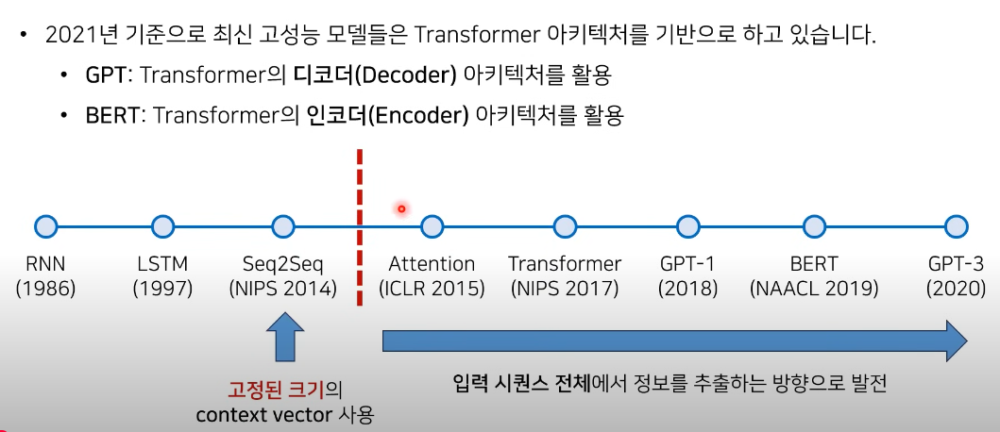 • 2021년 기준으로 최신 고성능 모델들은 Transformer 아키텍처를 기반으로 하고 있습니다.
• GPT: Transformer의 디코더(Decoder) 아키텍처를 활용
• BERT: Transformer의 인코더(Encoder) 아키텍처를 활용
RNN
(1986)
LSTM
(1997)
Seq2Seq
(NIPS 2014)
Attention
(ICLR 2015)
Transformer
(NIPS 2017)
GPT-1
(2018)
BERT
(NAACL 2019)
GPT-3
(2020)
고정된 크기의
context vector 사용
입력 시퀀스 전체에서 정보를 추출하는 방향으로 발전